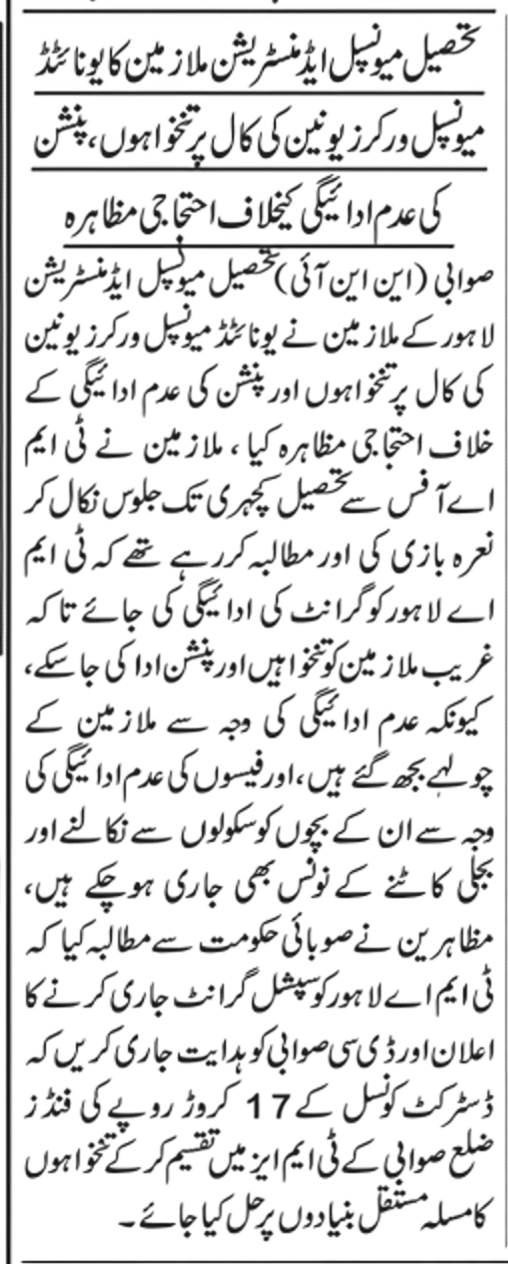 تحصیل میونسپل ایڈمنسٹریشن ملازمین کا یونائٹڈ
میونسپل ورکرز یونین کی کال پر تنخواہوں، پنشن
کی عدم ادائیگی کیخلاف احتجاجی مظاہرہ
صوابی (این این آئی) تحصیل میونسپل ایڈمنسٹریشن
لاہور کے ملازمین نے یونائٹڈ میونسپل ورکرز یونین
کی کال پر تنخواہوں اور پنشن کی عدم ادائیگی کے
خلاف احتجاجی مظاہرہ کیا ، ملازمین نے ٹی ایم
اے آفس سے تحصیل کچہری تک جلوس نکال کر
نعرہ بازی کی اور مطالبہ کررہے تھے کہ ٹی ایم
اے لاہور کو گرانٹ کی ادائیگی کی جائے تاکہ
غریب ملازمین کو تنخواہیں اور پنشن ادا کی جاسکے،
کیونکہ عدم ادائیگی کی وجہ سے ملازمین کے
چولہے بجھ گئے ہیں، اور فیسوں کی عدم ادائیگی کی
وجہ سے ان کے بچوں کو سکولوں سے نکالنے اور
بجلی کاٹنے کے نوٹس بھی جاری ہوچکے ہیں،
مظاہرین نے صوبائی حکومت سے مطالبہ کیا کہ
ٹی ایم اے لاہور کو سپیشل گرانٹ جاری کرنے کا
اعلان اور ڈی سی صوابی کو ہدایت جاری کریں کہ
ڈسٹرکٹ کونسل کے 17 کروڑ روپے کی فنڈز
ضلع صوابی کے ٹی ایم ایز میں تقسیم کر کے تنخواہوں
کا مسلہ مستقل بنیادوں پر حل کیا جائے۔